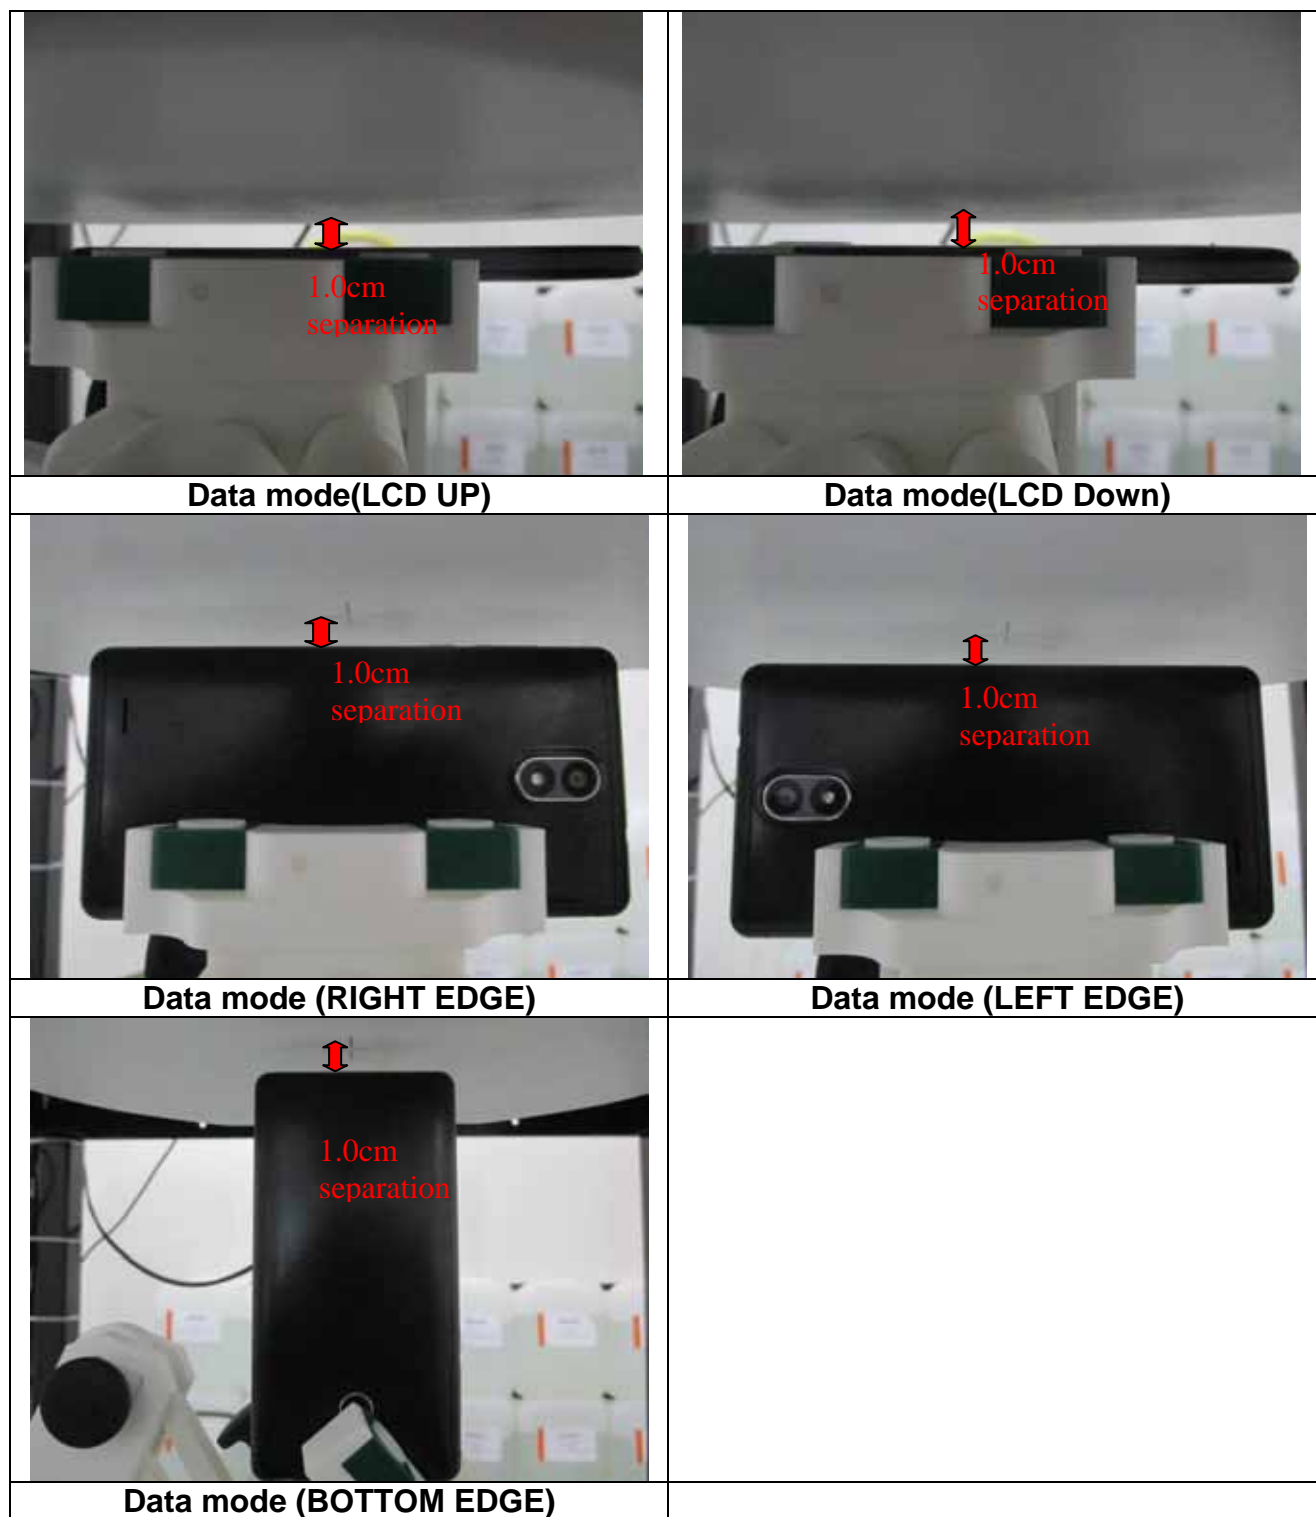 1.0cm
separation
1.0cm
separation
Data mode(LCD UP)
Data mode(LCD Down)
1.0cm
separation
1.0cm
separation
Data mode (RIGHT EDGE)
Data mode (LEFT EDGE)
1.0cm
separation
Data mode (BOTTOM EDGE)